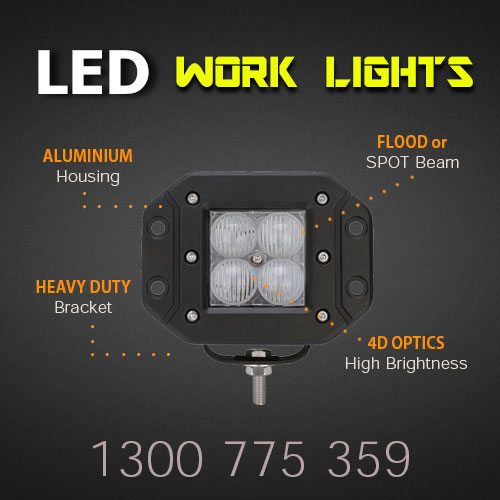 LED WORK LIGHTS
ALUMINIUM
Housing
FLOOD or
SPOT Beam
HEAVY DUTY
Bracket
4D OPTICS
High Brightness
1300 775 359